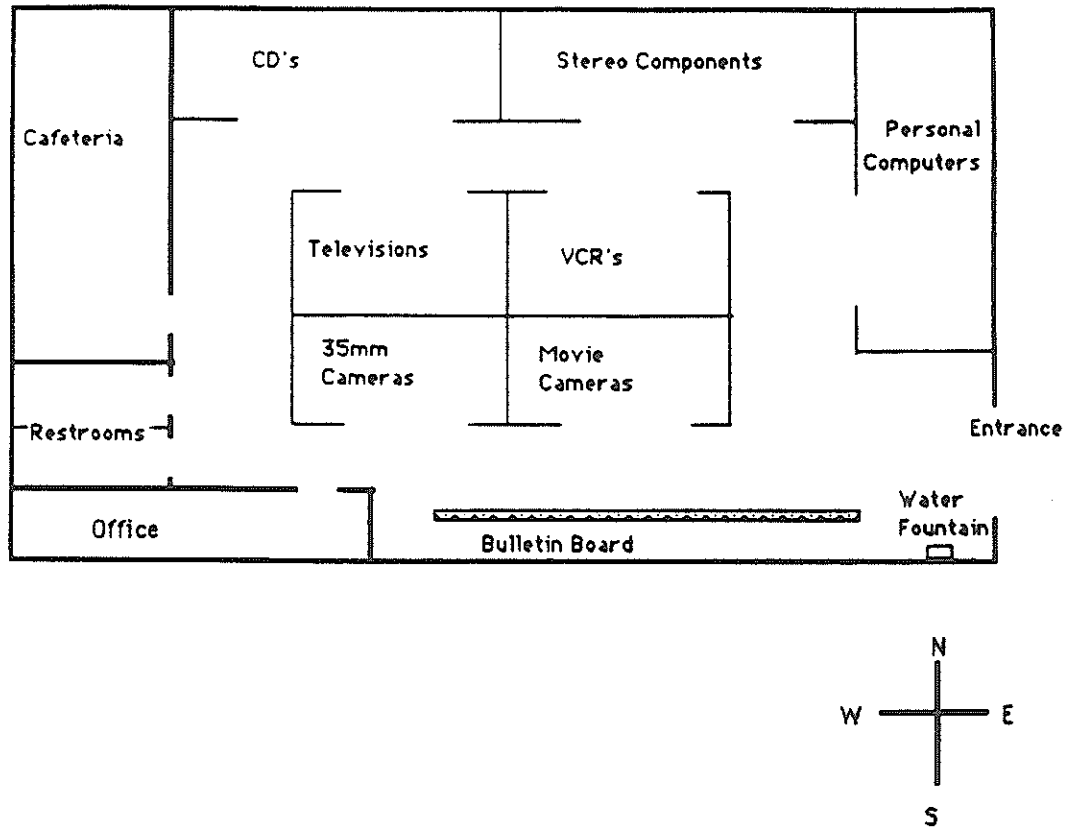 CD's
Stereo Components
Cafeteria
Personal
Computers
Televisions
VCR's
35mm
Cameras
Movie
Cameras
Restrooms
Entrance
Office
Bulletin Board
Water
Fountain
N
W
E
S